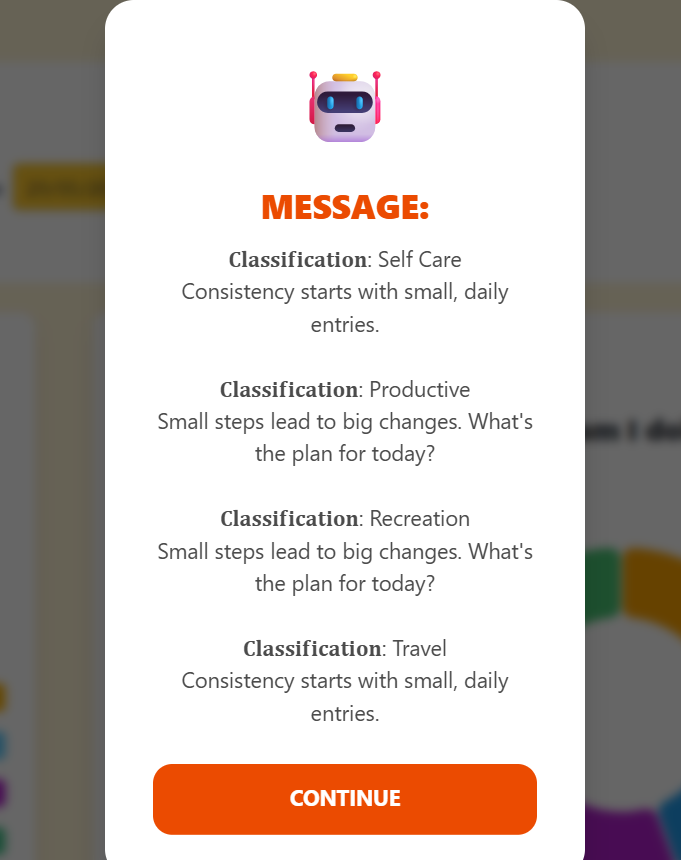 MESSAGE:
Classification: Self Care
Consistency starts with small, daily
entries.
Classification: Productive
Small steps lead to big changes. What's
the plan for today?
Classification: Recreation
Small steps lead to big changes. What's
the plan for today?
Classification: Travel
Consistency starts with small, daily
entries.
CONTINUE